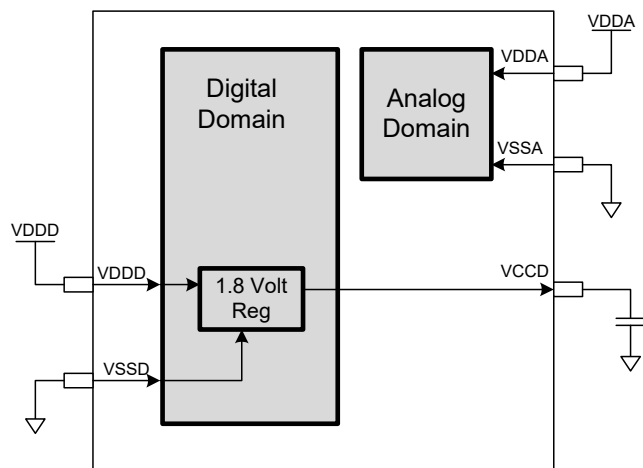 VDDA
VDDA
Digital
Domain
Analog
Domain
VSSA
VDDD
VDDD
VCCD
1.8 Volt
Reg
VSSD